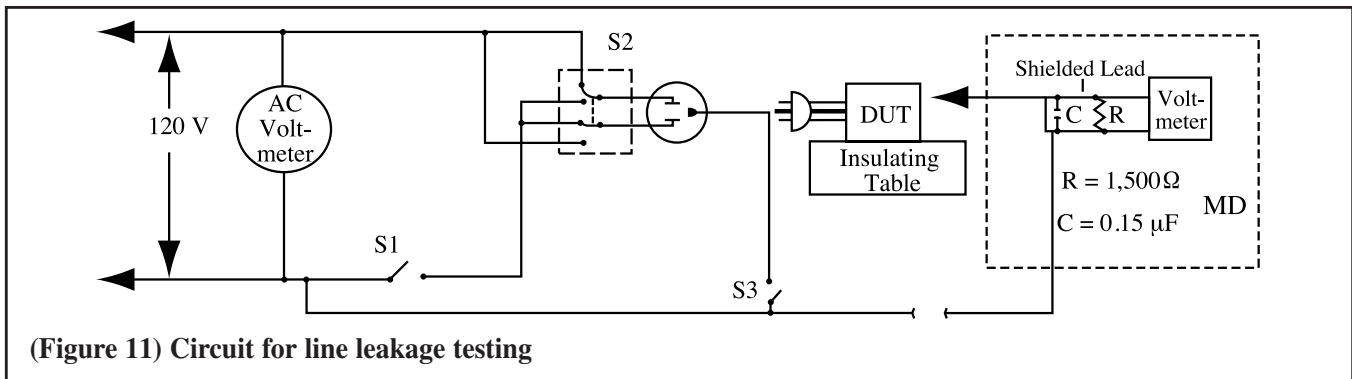 S2
120 V
AC
Volt-
meter
S1
S3
DUT
Insulating
Table
Shielded Lead
C
R
Volt-
meter
R = 1,500Ω
C = 0.15 µF
MD
(Figure 11) Circuit for line leakage testing